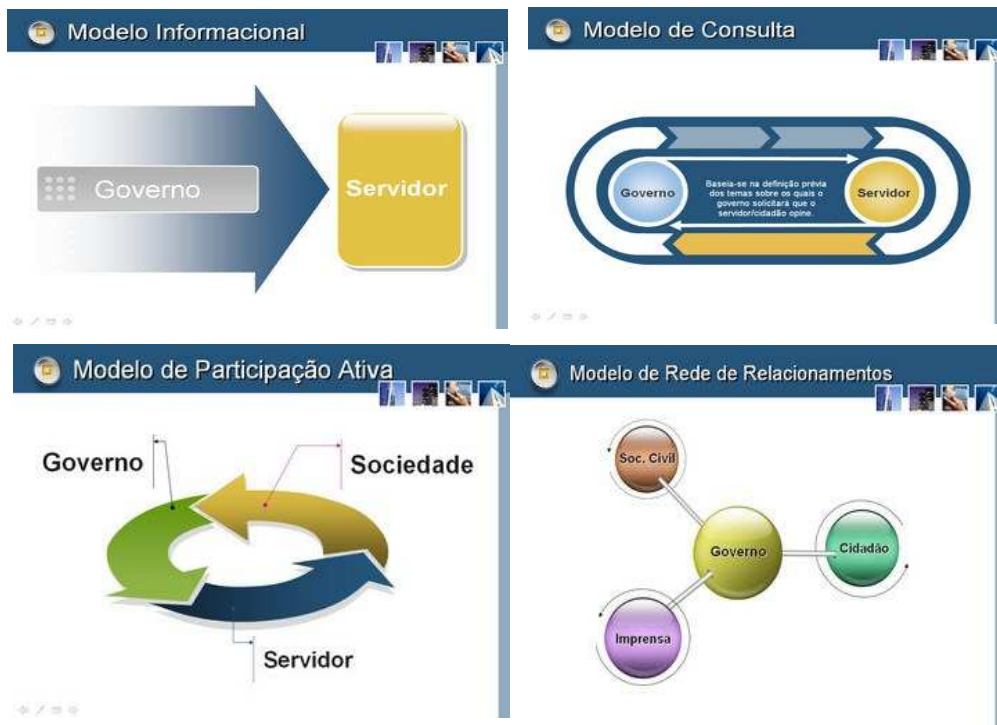 Modelo Informacional
Governo
Servidor
Modelo de Consulta
Governo
Baseia-se na definição prévia
dos temas sobre os quais o
governo solicitará que o
servidor/cidadão opine.
Servidor
Modelo de Participação Ativa
Governo
Sociedade
Servidor
Modelo de Rede de Relacionamentos
Soc. Civil
Governo
Cidadão
Imprensa